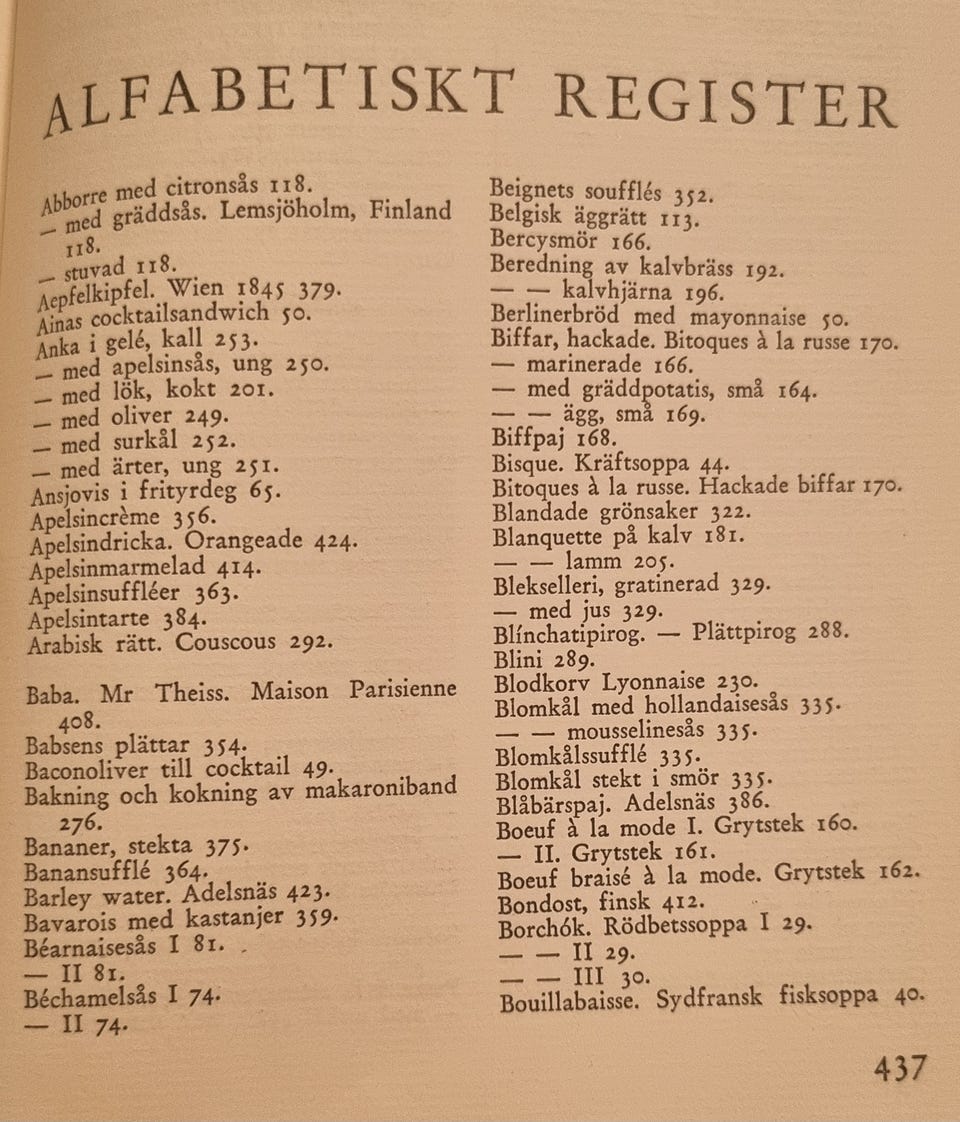 ALFABETISKT REGISTER
Abborre med citronsås 118.
— med gräddsås. Lemsjöholm, Finland
118.
— stuvad 118.
Aepfelkipfel. Wien 1845 379.
Ainas cocktailsandwich 50.
Anka i gelé, kall 253.
— med apelsinsås, ung 250.
— med lök, kokt 201.
— med oliver 249.
— med surkål 252.
— med ärter, ung 251.
Ansjovis i frityrdeg 65.
Apelsincrème 356.
Apelsindricka. Orangeade 424.
Apelsinmarmelad 414.
Apelsinsuffléer 363.
Apelsintarte 384.
Arabisk rätt. Couscous 292.
Baba. Mr Theiss. Maison Parisienne
408.
Babsens plättar 354.
Baconoliver till cocktail 49.
Bakning och kokning av makaroniband
276.
Bananer, stekta 375.
Banansufflé 364.
Barley water. Adelsnäs 423.
Bavarois med kastanjer 359.
Béarnaisesås I 81.
— II 81.
Béchamelsås I 74.
— II 74.
Beignets soufflés 352.
Belgisk äggrätt 113.
Bercysmör 166.
Beredning av kalvbräss 192.
— — kalvhjärna 196.
Berlinerbröd med mayonnaise 50.
Biffar, hackade. Bitoques à la russe 170.
— marinerade 166.
— med gräddpotatis, små 164.
— — ägg, små 169.
Biffpaj 168.
Bisque. Kräftsoppa 44.
Bitoques à la russe. Hackade biffar 170.
Blandade grönsaker 322.
Blanquette på kalv 181.
— — lamm 205.
Blekselleri, gratinerad 329.
— med jus 329.
Blínchatipirog. — Plättpirog 288.
Blini 289.
Blodkorv Lyonnaise 230.
Blomkål med hollandaisesås 335.
— — mousselinesås 335.
Blomkålssufflé 335.
Blomkål stekt i smör 335.
Blåbärspaj. Adelsnäs 386.
Boeuf à la mode I. Grytstek 160.
— II. Grytstek 161.
Boeuf braisé à la mode. Grytstek 162.
Bondost, finsk 412.
Borchók. Rödbetssoppa I 29.
— — II 29.
— — III 30.
Bouillabaisse. Sydfransk fisksoppa 40.
437